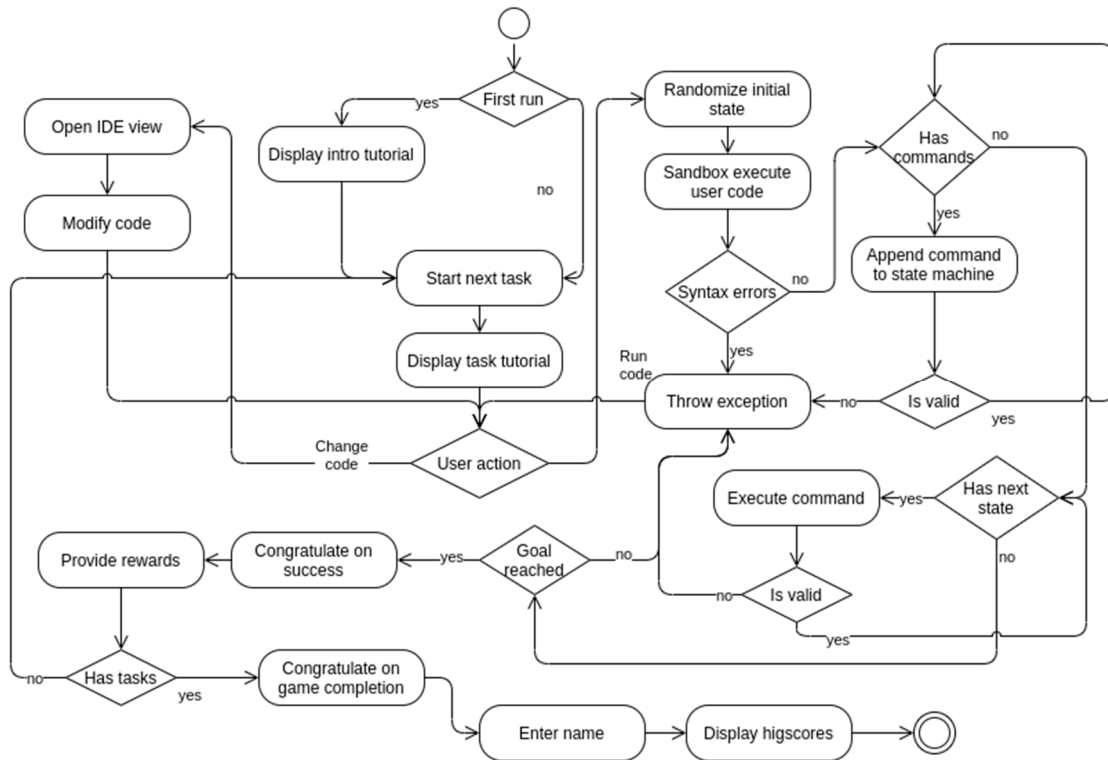 First run
yes
no
Display intro tutorial
Open IDE view
Modify code
Start next task
Display task tutorial
User action
Change
code
Run
code
Randomize initial
state
Sandbox execute
user code
Syntax errors
no
yes
Throw exception
Has
commands
no
yes
Append command
to state machine
Is valid
no
yes
Has next
state
yes
no
Execute command
Is valid
no
yes
Goal
reached
no
yes
Congratulate on
success
Provide rewards
Has tasks
no
yes
Congratulate on
game completion
Enter name
Display higscores